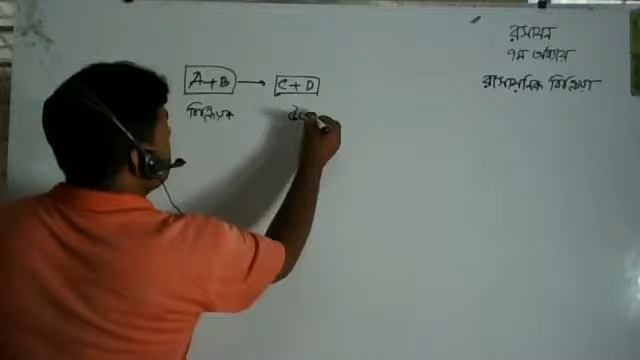 A + B → C + D
বিক্রিয়ক
রসায়ন
৭ম অধ্যায়
রাসায়নিক বিক্রিয়া